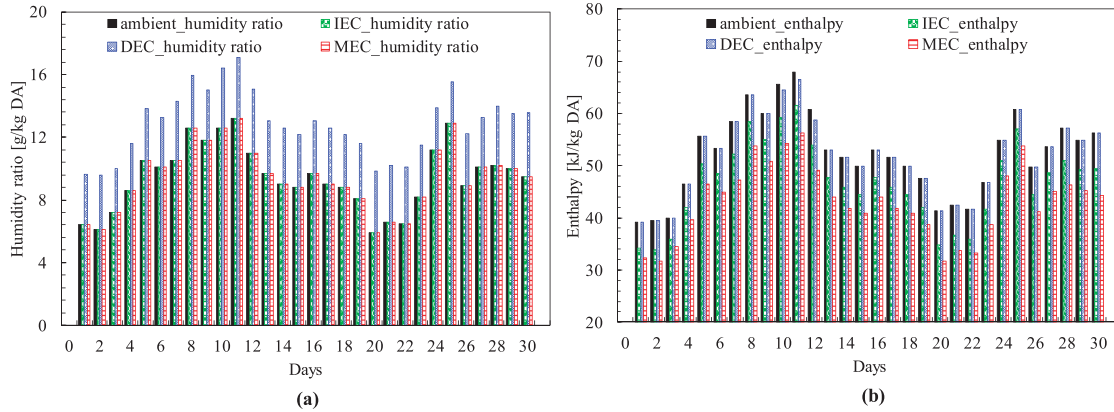 ambient_humidity ratio IEC_humidity ratio
DEC_humidity ratio MEC_humidity ratio
Humidity ratio [g/kg DA]
20
16
12
8
4
0
0 2 4 6 8 10 12 14 16 18 20 22 24 26 28 30
Days
(a)
ambient_enthalpy IEC_enthalpy
DEC_enthalpy MEC_enthalpy
Enthalpy [kJ/kg DA]
80
70
60
50
40
30
20
0 2 4 6 8 10 12 14 16 18 20 22 24 26 28 30
Days
(b)